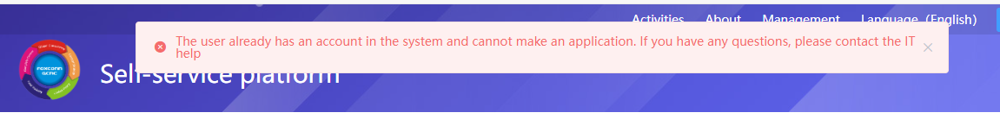 Activities About Management Language（English）
The user already has an account in the system and cannot make an application. If you have any questions, please contact the IT
help
FOXCONN
Self-service platform